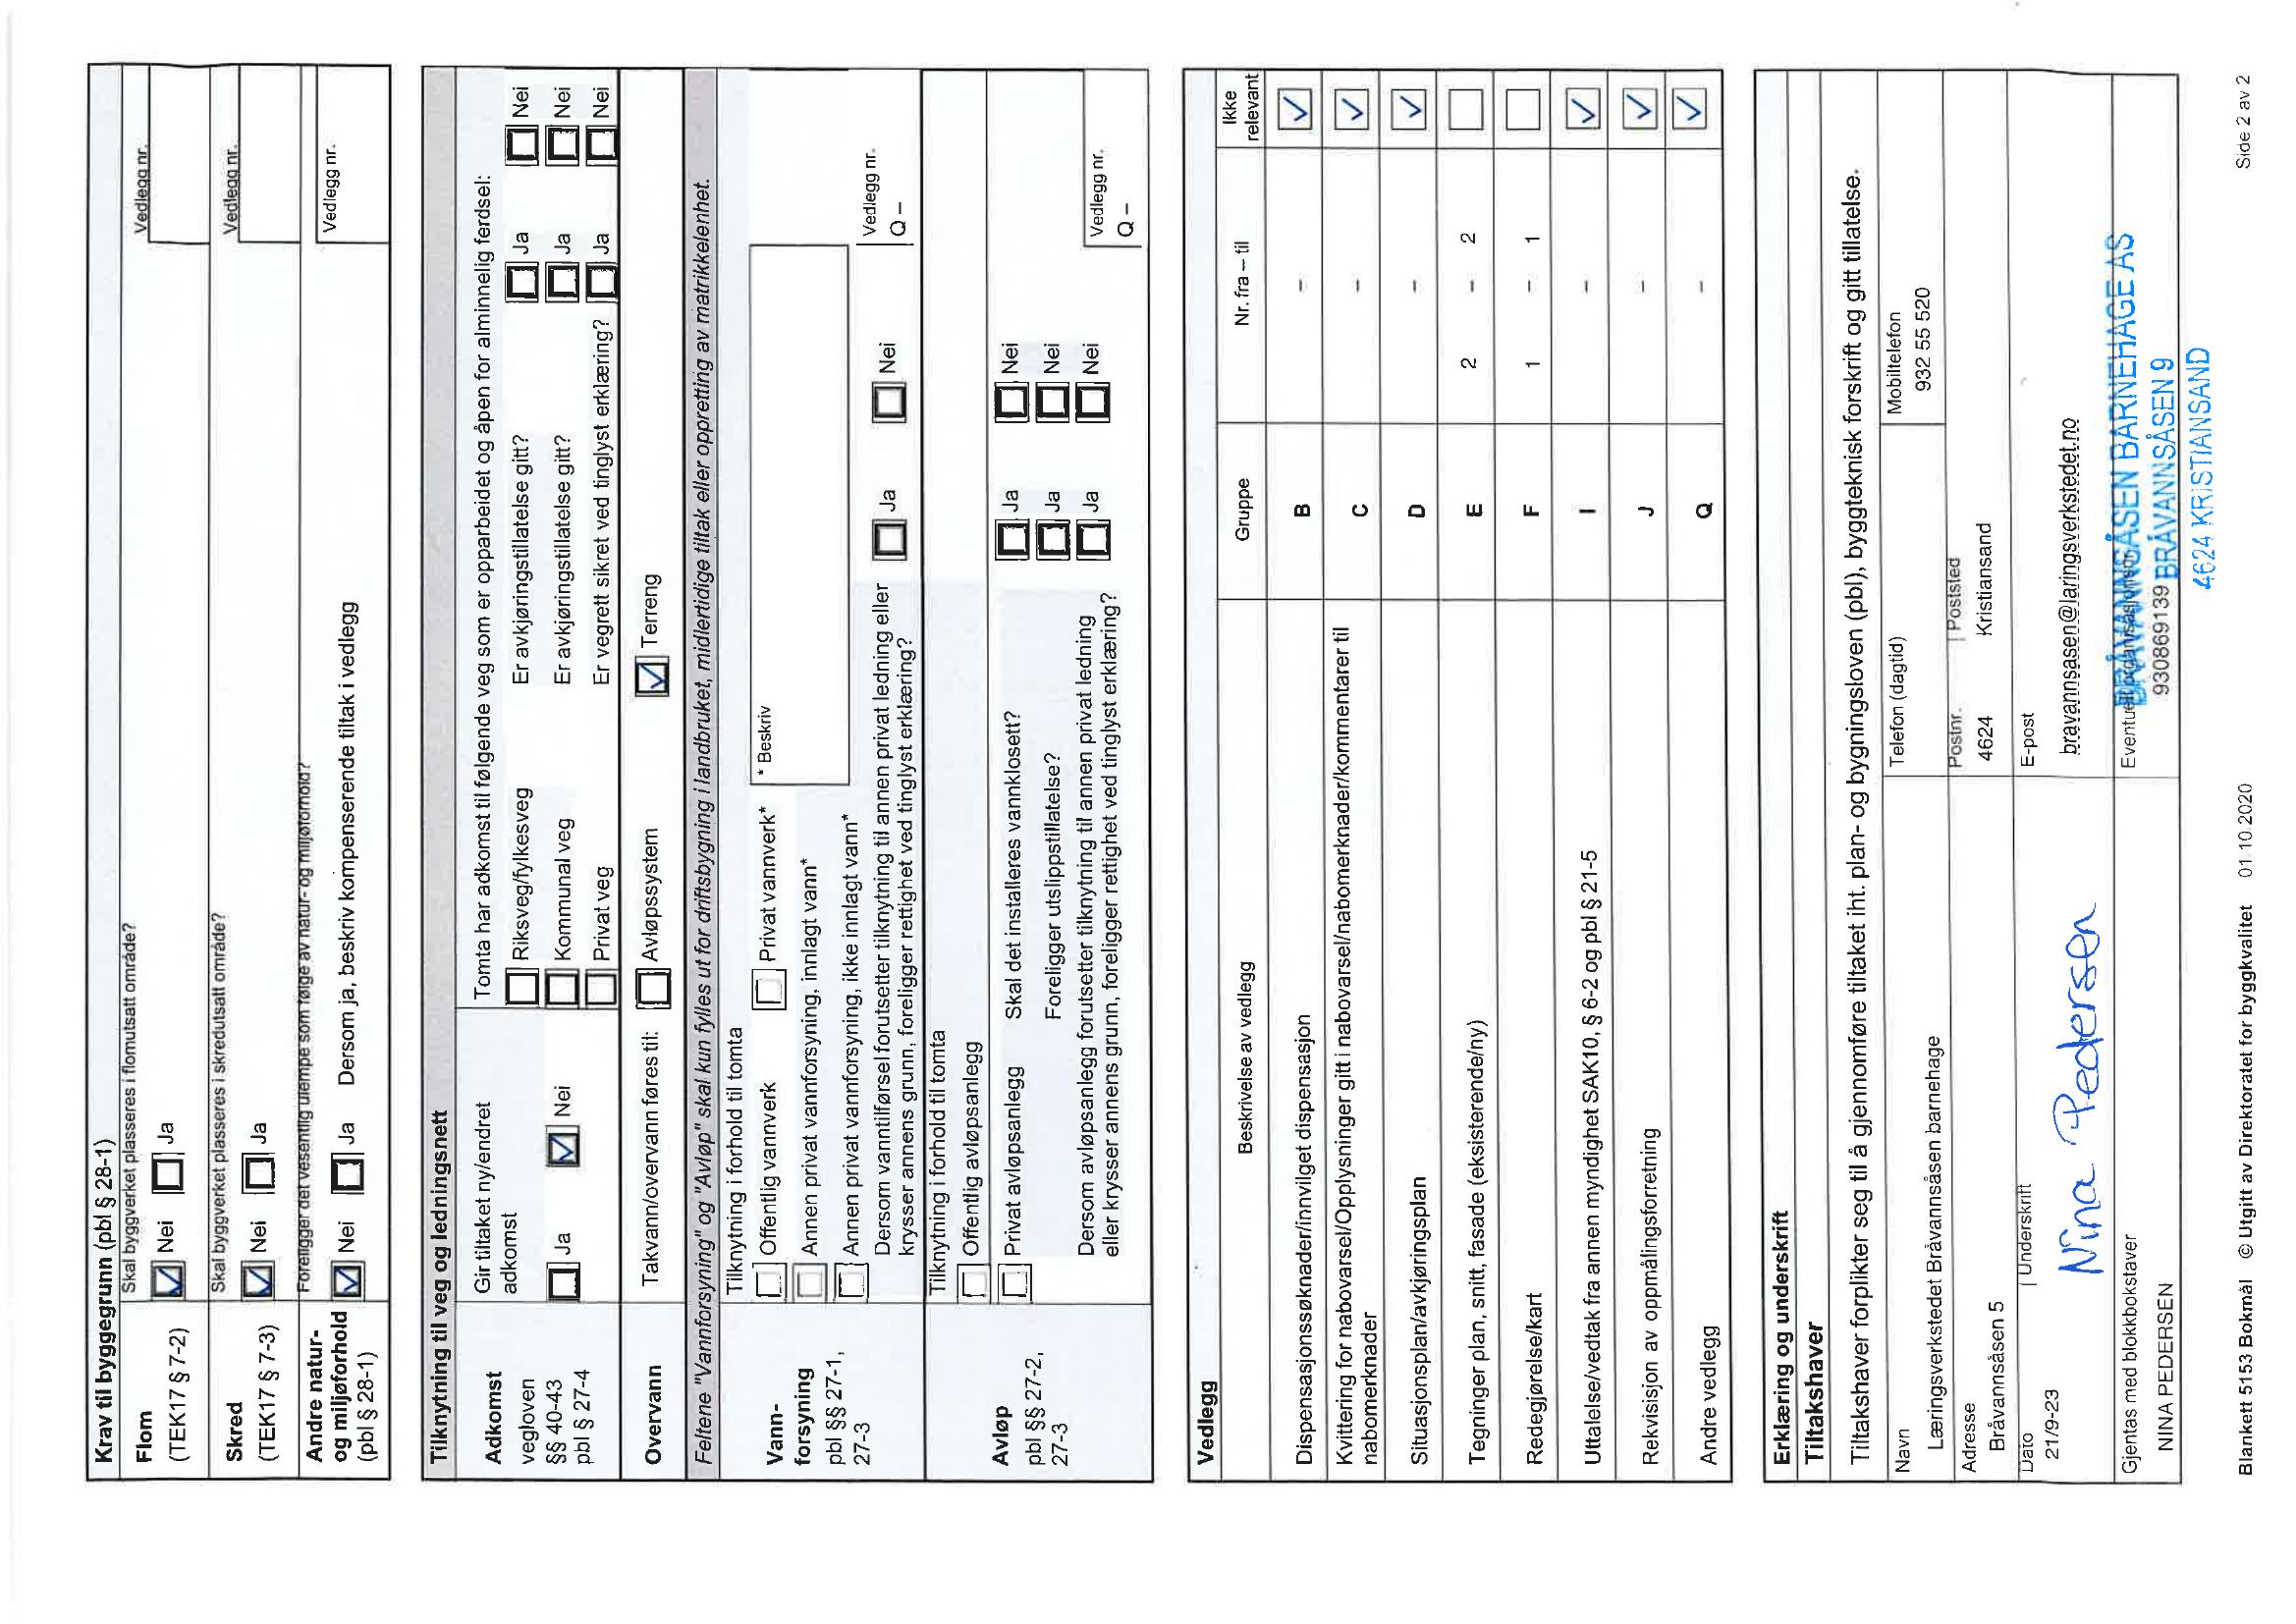 Krav til byggegrunn (pbl § 28-1)
Flom
(TEK17 § 7-2)
Skal byggverket plasseres i flomutsatt område?
Nei Ja
Vedlegg nr.
Skred
(TEK17 § 7-3)
Skal byggverket plasseres i skredutsatt område?
Nei Ja
Vedlegg nr.
Andre natur-
og miljøforhold
(pbl § 28-1)
Foreligger det vesentlig ulempe som følge av natur- og miljøforhold?
Nei Ja Dersom ja, beskriv kompenserende tiltak i vedlegg
Vedlegg nr.
Tilknytning til veg og ledningsnett
Adkomst
vegloven
§§ 40-43
pbl § 27-4
Gir tiltaket ny/endret
adkomst
Ja Nei
Tomta har adkomst til følgende veg som er opparbeidet og åpen for alminnelig ferdsel:
Riksveg/fylkesveg Er avkjøringstillatelse gitt? Ja Nei
Kommunal veg Er avkjøringstillatelse gitt? Ja Nei
Privat veg Er vegrett sikret ved tinglyst erklæring? Ja Nei
Overvann Takvann/overvann føres til: Avløpssystem Terreng
Feltene "Vannforsyning" og "Avløp" skal kun fylles ut for driftsbygning i landbruket, midlertidige tiltak eller oppretting av matrikkelenhet.
Vann-
forsyning
pbl §§ 27-1,
27-3
Tilknytning i forhold til tomta
Offentlig vannverk Privat vannverk* * Beskriv
Annen privat vannforsyning, innlagt vann*
Annen privat vannforsyning, ikke innlagt vann*
Dersom vanntilførsel forutsetter tilknytning til annen privat ledning eller
krysser annens grunn, foreligger rettighet ved tinglyst erklæring? Ja Nei
Vedlegg nr.
Q –
Avløp
pbl §§ 27-2,
27-3
Tilknytning i forhold til tomta
Offentlig avløpsanlegg
Privat avløpsanlegg Skal det installeres vannklosett? Ja Nei
Foreligger utslippstillatelse? Ja Nei
Dersom avløpsanlegg forutsetter tilknytning til annen privat ledning
eller krysser annens grunn, foreligger rettighet ved tinglyst erklæring? Ja Nei
Vedlegg nr.
Q –
Vedlegg
Beskrivelse av vedlegg Gruppe Nr. fra – til Ikke
relevant
Dispensasjonssøknader/innvilget dispensasjon B –
Kvittering for nabovarsel/Opplysninger gitt i nabovarsel/nabomerknader/kommentarer til
nabomerknader C –
Situasjonsplan/avkjøringsplan D –
Tegninger plan, snitt, fasade (eksisterende/ny) E 2 – 2
Redegjørelse/kart F 1 – 1
Uttalelse/vedtak fra annen myndighet SAK10, § 6-2 og pbl § 21-5 I –
Rekvisisjon av oppmålingsforretning J –
Andre vedlegg Q –
Erklæring og underskrift
Tiltakshaver
Tiltakshaver forplikter seg til å gjennomføre tiltaket iht. plan- og bygningsloven (pbl), byggteknisk forskrift og gitt tillatelse.
Navn Telefon (dagtid) Mobiltelefon
Læringsverkstedet Bråvannsåsen barnehage 932 55 520
Adresse Postnr. Poststed
Bråvannsåsen 5 4624 Kristiansand
Dato Underskrift E-post
21/9-23 Nina Pedersen bravannsasen@laringsverkstedet.no
Gjentas med blokkbokstaver
NINA PEDERSEN 930869139
BRÅVANNSÅSEN BARNEHAGE AS
BRÅVANNSÅSEN 9
4624 KRISTIANSAND
Blankett 5153 Bokmål © Utgitt av Direktoratet for byggkvalitet 01.10.2020 Side 2 av 2